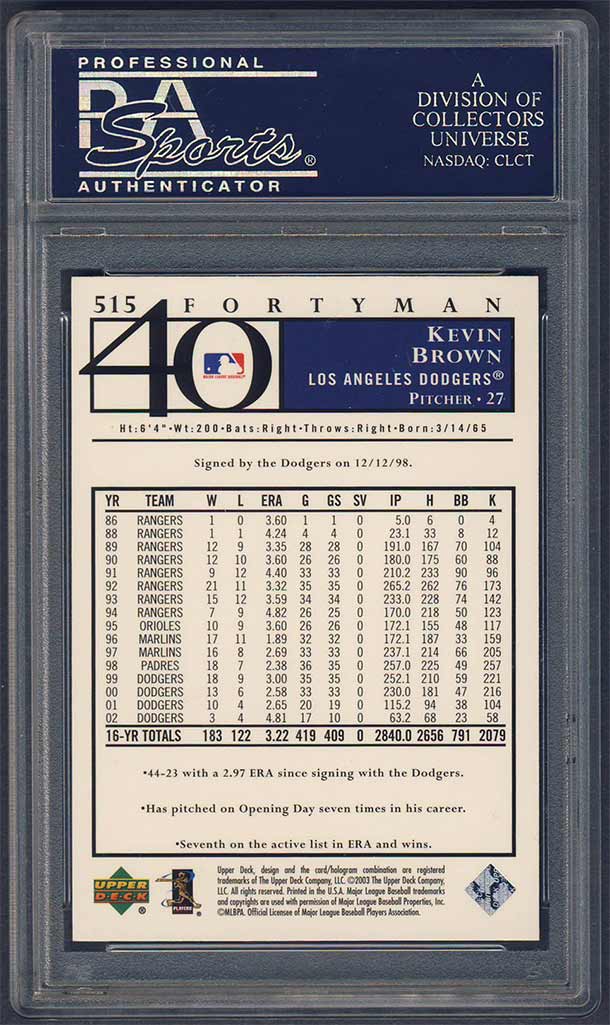 PROFESSIONAL
PSA
Sports®
AUTHENTICATOR
A
DIVISION OF
COLLECTORS
UNIVERSE
NASDAQ: CLCT
515 FORTYMAN
40
MAJOR LEAGUE BASEBALL
KEVIN
BROWN
LOS ANGELES DODGERS®
PITCHER • 27
Ht:6'4"•Wt:200•Bats:Right•Throws:Right•Born:3/14/65
Signed by the Dodgers on 12/12/98.
YR TEAM W L ERA G GS SV IP H BB K
86 RANGERS 1 0 3.60 1 1 0 5.0 6 0 4
88 RANGERS 1 1 4.24 4 4 0 23.1 33 8 12
89 RANGERS 12 9 3.35 28 28 0 191.0 167 70 104
90 RANGERS 12 10 3.60 26 26 0 180.0 175 60 88
91 RANGERS 9 12 4.40 33 33 0 210.2 233 90 96
92 RANGERS 21 11 3.32 35 35 0 265.2 262 76 173
93 RANGERS 15 12 3.59 34 34 0 233.0 228 74 142
94 RANGERS 7 9 4.82 26 25 0 170.0 218 50 123
95 ORIOLES 10 9 3.60 26 26 0 172.1 155 48 117
96 MARLINS 17 11 1.89 32 32 0 172.1 187 33 159
97 MARLINS 16 8 2.69 33 33 0 237.1 214 66 205
98 PADRES 18 7 2.38 36 35 0 257.0 225 49 257
99 DODGERS 18 9 3.00 35 35 0 252.1 210 59 221
00 DODGERS 13 6 2.58 33 33 0 230.0 181 47 216
01 DODGERS 10 4 2.65 20 19 0 115.2 94 38 104
02 DODGERS 3 4 4.81 17 10 0 63.2 68 23 58
16-YR TOTALS 183 122 3.22 419 409 0 2840.0 2656 791 2079
•44-23 with a 2.97 ERA since signing with the Dodgers.
•Has pitched on Opening Day seven times in his career.
•Seventh on the active list in ERA and wins.
UPPER
DECK®
PLAYERS®
Upper Deck, design and the card/hologram combination are registered
trademarks of The Upper Deck Company, LLC. ©2003 The Upper Deck Company,
LLC. All rights reserved. Printed in the U.S.A. Major League Baseball trademarks
and copyrights are used with permission of Major League Baseball Properties, Inc.
©MLBPA. Official Licensee of Major League Baseball Players Association.